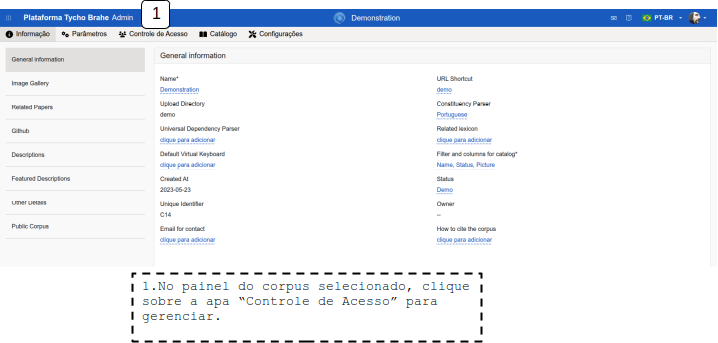 Plataforma Tycho Brahe Admin
1
Demonstration
PT-BR
Informação Parâmetros Controle de Acesso Catálogo Configurações
General information
Image Gallery
Related Papers
Github
Descriptions
Featured Descriptions
Other Details
Public Corpus
General information
Name*
Demonstration
URL Shortcut
demo
Upload Directory
demo
Constituency Parser
Portuguese
Universal Dependency Parser
clique para adicionar
Related lexicon
clique para adicionar
Default Virtual Keyboard
clique para adicionar
Filter and columns for catalog*
Name, Status, Picture
Created At
2023-05-23
Status
Demo
Unique Identifier
C14
Owner
--
Email for contact
clique para adicionar
How to cite the corpus
clique para adicionar
1.No painel do corpus selecionado, clique
sobre a apa “Controle de Acesso” para
gerenciar.